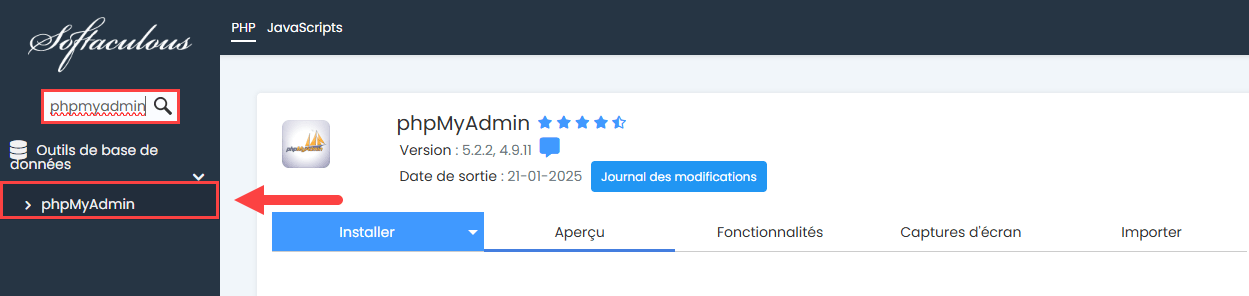 Softaculous
PHP JavaScripts
phpmyadmin
Outils de base de
données
phpMyAdmin
phpMyAdmin
phpMyAdmin
Version : 5.2.2, 4.9.11
Date de sortie : 21-01-2025 Journal des modifications
Installer Aperçu Fonctionnalités Captures d'écran Importer